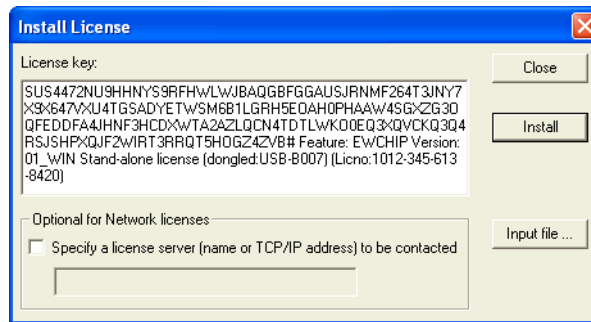 Install License
License key:
SUS4472NU9HHNYS9RFHWLWJBAQGBFGGAUSJRNMF264T3JNY7
X9X647VXU4TGSADYETWSM6B1LGRH5EOAH0PHAAW4SGXZG3O
QFEDDFA4JHNF3HCDXWTA2AZLQCN4TDTLWKO0EQ3XQVCKQ3Q4
RSJSHPXQJF2WIRT3RRQT5HOGZ4ZVB# Feature: EWCHIP Version:
01_WIN Stand-alone license (dongled:USB-B007) (Licno:1012-345-613
-8420)
Close
Install
Input file ...
Optional for Network licenses
Specify a license server (name or TCP/IP address) to be contacted